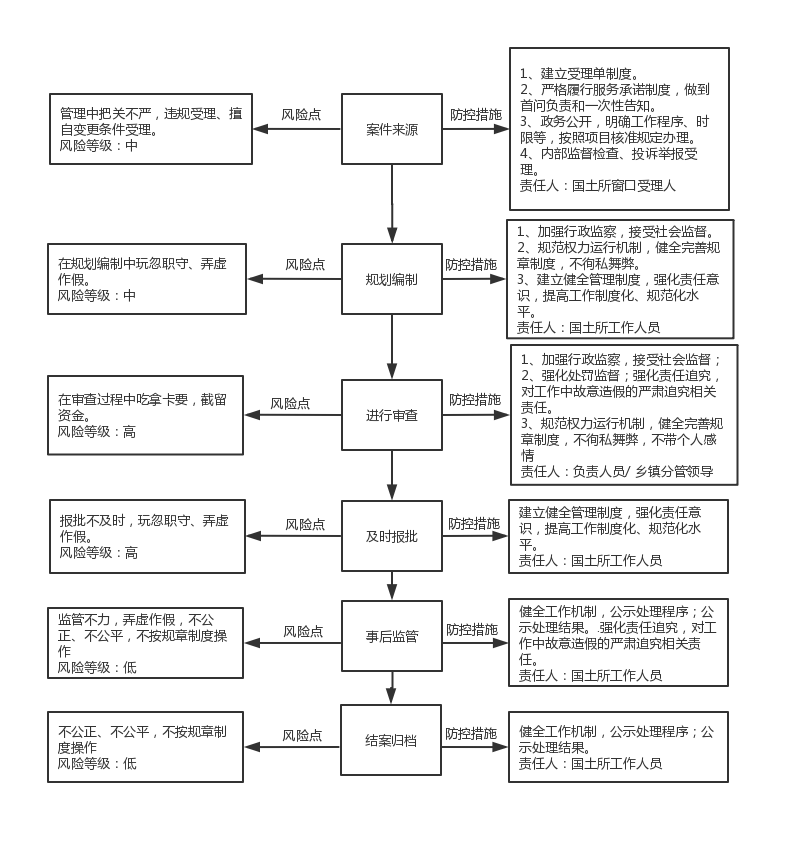 管理中把关不严，违规受理、擅
自变更条件受理。
风险等级：中
风险点
案件来源
防控措施
1、建立受理单制度。
2、严格履行服务承诺制度，做到
首问负责和一次性告知。
3、政务公开，明确工作程序、时
限等，按照项目核准规定办理。
4、内部监督检查、投诉举报受
理。
责任人：国土所窗口受理人
在规划编制中玩忽职守、弄虚
作假。
风险等级：中
风险点
规划编制
防控措施
1、加强行政监察，接受社会监督。
2、规范权力运行机制，健全完善规
章制度，不徇私舞弊。
3、建立健全管理制度，强化责任意
识，提高工作制度化、规范化水
平。
责任人：国土所工作人员
在审查过程中吃拿卡要，截留
资金。
风险等级：高
风险点
进行审查
防控措施
1、加强行政监察，接受社会监督；
2、强化处罚监督；强化责任追究，
对工作中故意造假的严肃追究相关
责任。
3、规范权力运行机制，健全完善规
章制度，不徇私舞弊，不带个人感
情
责任人：负责人员/ 乡镇分管领导
报批不及时，玩忽职守、弄虚
作假。
风险等级：高
风险点
及时报批
防控措施
建立健全管理制度，强化责任意
识，提高工作制度化、规范化水
平。
责任人：国土所工作人员
监管不力，弄虚作假，不公
正、不公平，不按规章制度操
作
风险等级：低
风险点
事后监管
防控措施
健全工作机制，公示处理程序；公
示处理结果。.强化责任追究，对工
作中故意造假的严肃追究相关责
任。
责任人：国土所工作人员
不公正、不公平，不按规章制
度操作
风险等级：低
风险点
结案归档
防控措施
健全工作机制，公示处理程序；公
示处理结果。
责任人：国土所工作人员